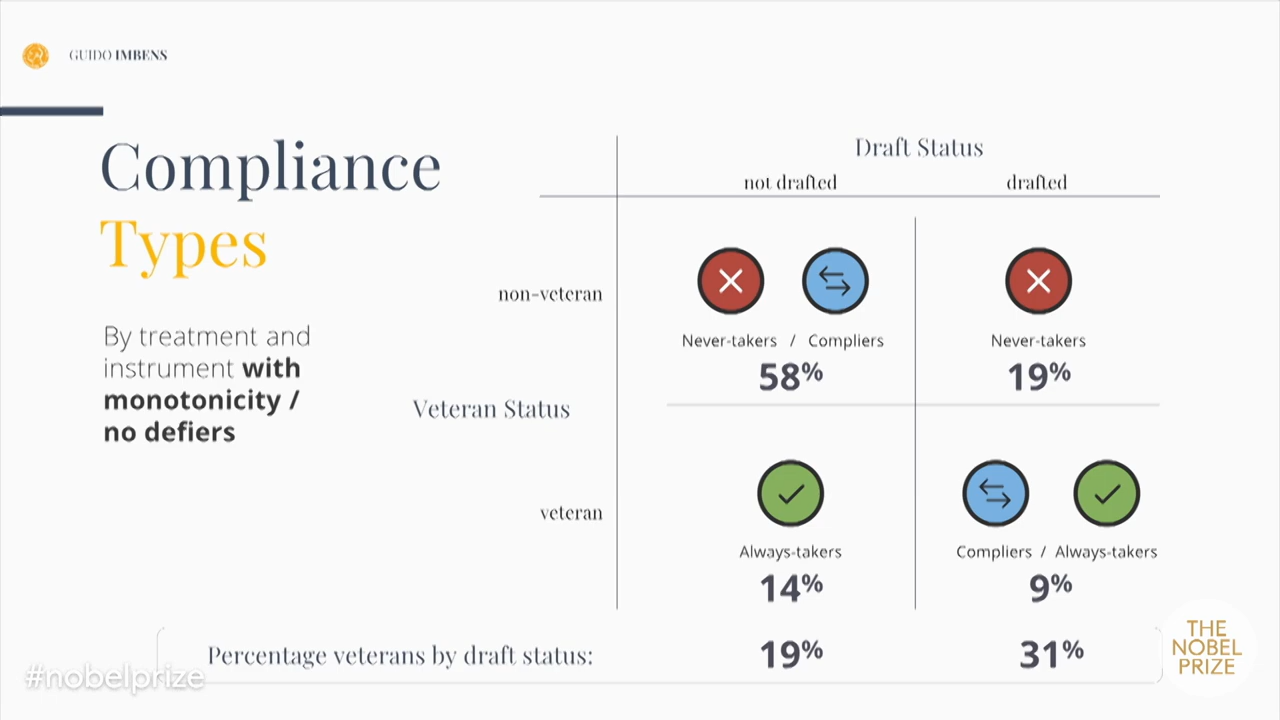 GUIDO IMBENS
Compliance
Types
By treatment and
instrument with
monotonicity /
no defiers
Draft Status
not drafted drafted
non-veteran
Never-takers / Compliers Never-takers
58% 19%
Veteran Status
veteran
Always-takers Compliers / Always-takers
14% 9%
Percentage veterans by draft status: 19% 31%
#nobelprize
THE
NOBEL
PRIZE